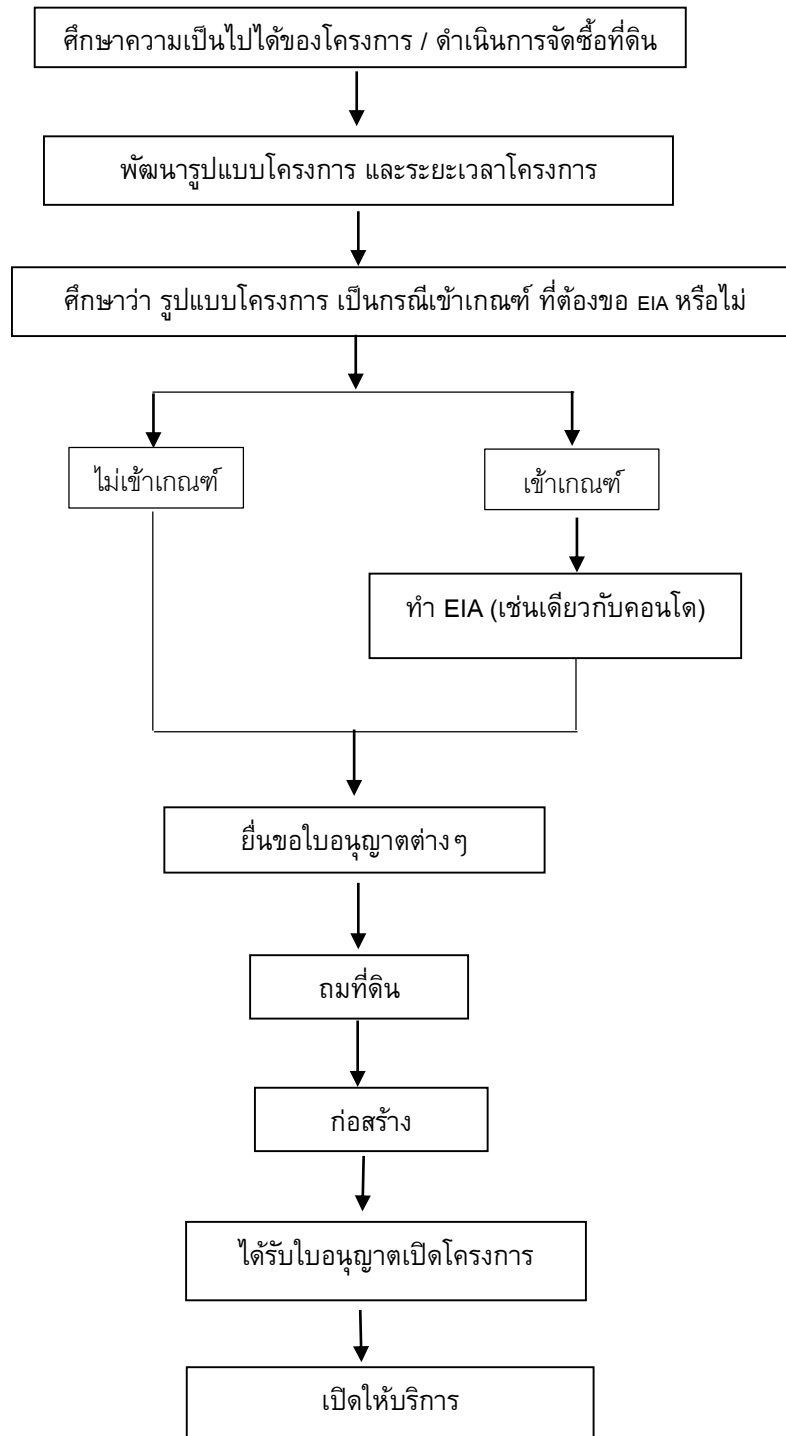 ศึกษาความเป็นไปได้ของโครงการ / ดำเนินการจัดซื้อที่ดิน
พัฒนารูปแบบโครงการ และระยะเวลาโครงการ
ศึกษาว่า รูปแบบโครงการ เป็นกรณีเข้าเกณฑ์ ที่ต้องขอ EIA หรือไม่
ไม่เข้าเกณฑ์
เข้าเกณฑ์
ทำ EIA (เช่นเดียวกับคอนโด)
ยื่นขอใบอนุญาตต่างๆ
ถมที่ดิน
ก่อสร้าง
ได้รับใบอนุญาตเปิดโครงการ
เปิดให้บริการ